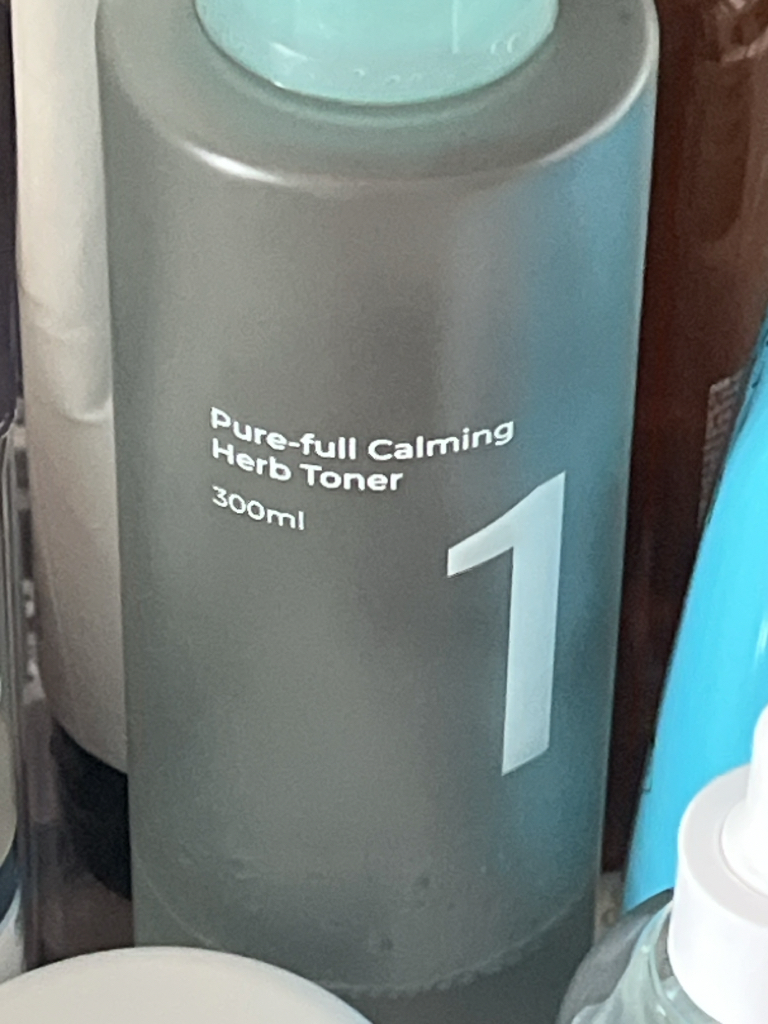 Pure-full Calming
Herb Toner
300ml
1